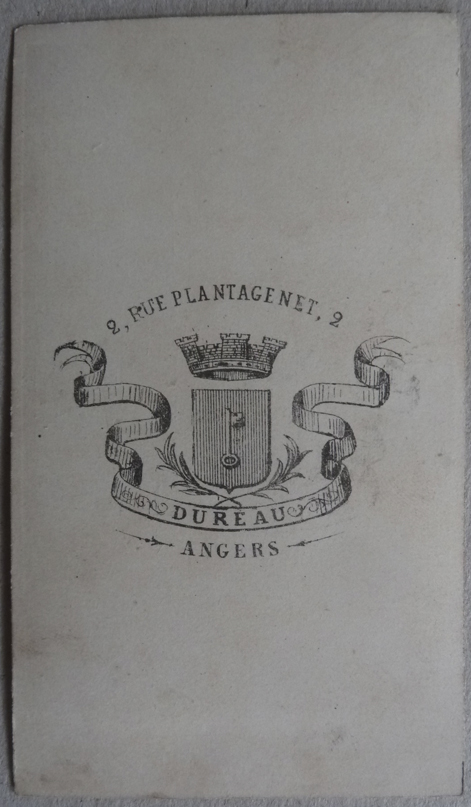 2, RUE PLANTAGENET, 2
DUREAU
ANGERS